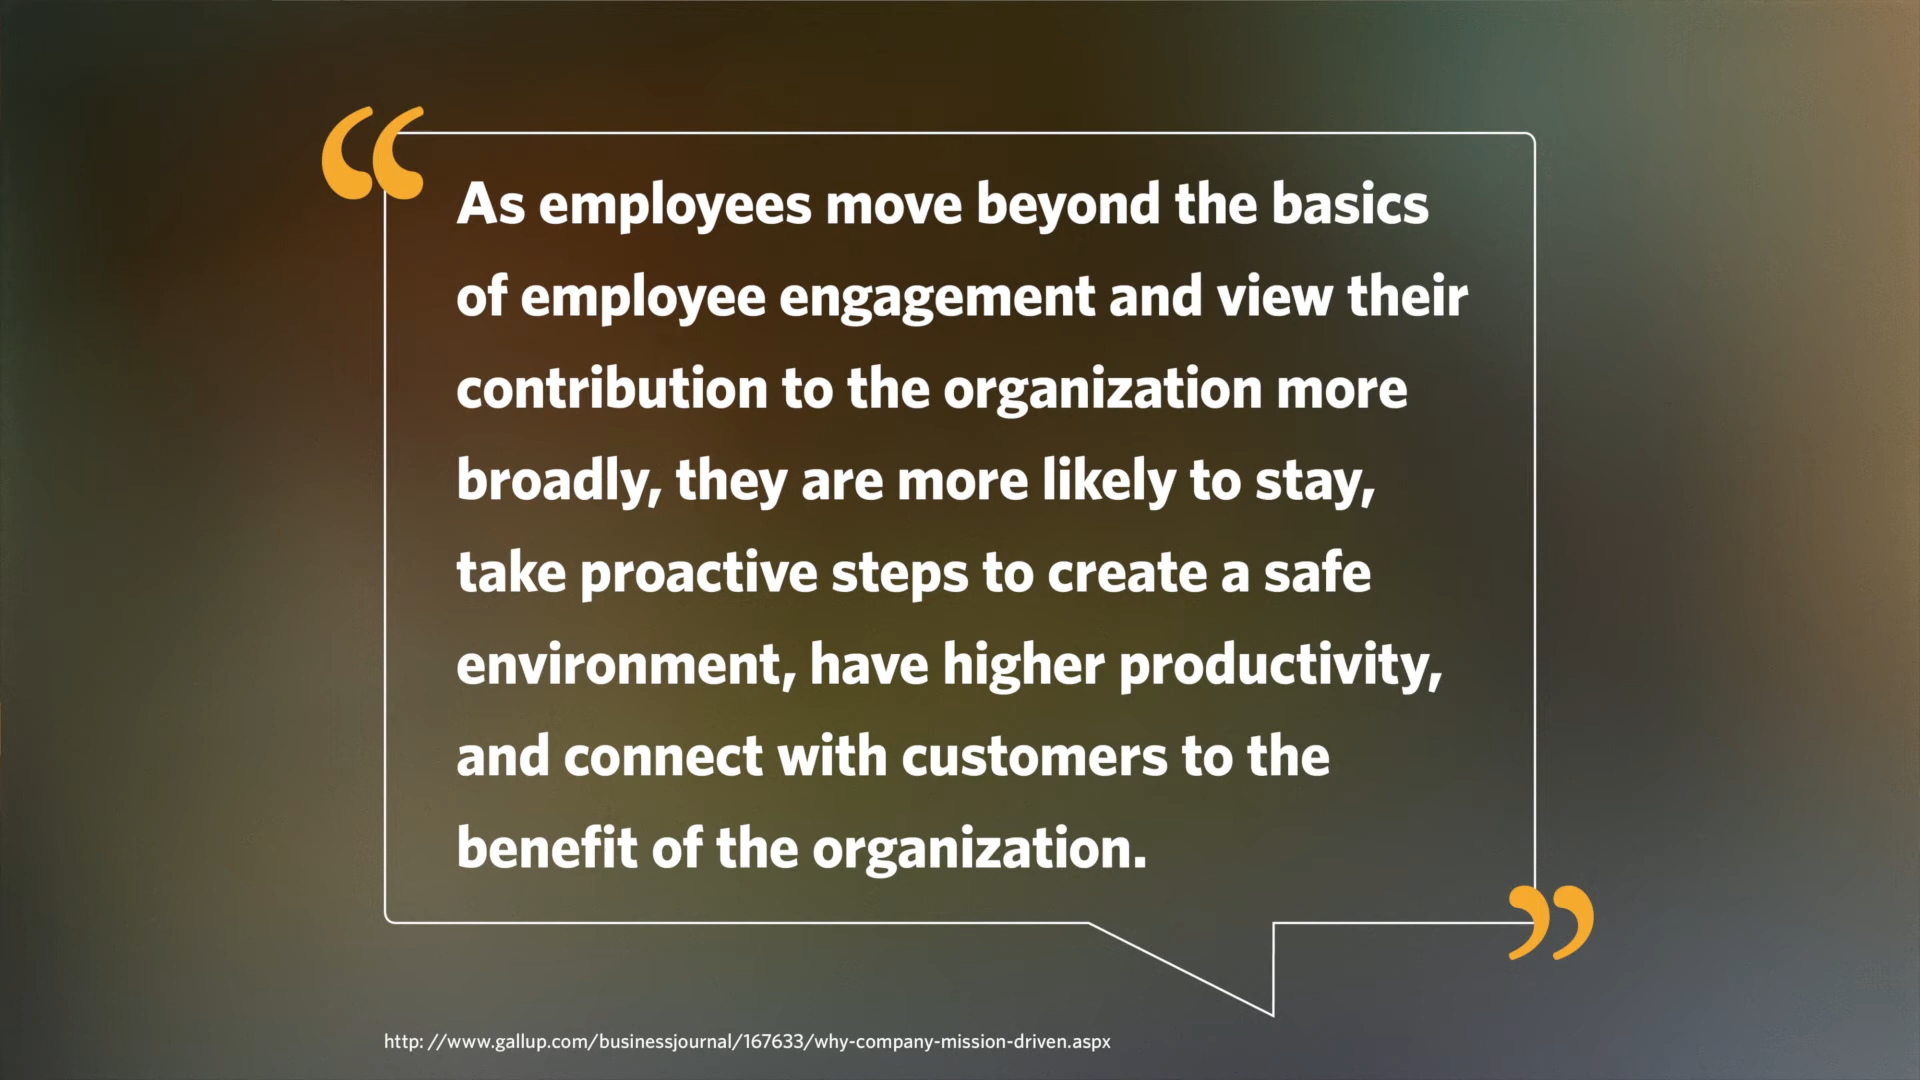 “
As employees move beyond the basics
of employee engagement and view their
contribution to the organization more
broadly, they are more likely to stay,
take proactive steps to create a safe
environment, have higher productivity,
and connect with customers to the
benefit of the organization.
”
http: //www.gallup.com/businessjournal/167633/why-company-mission-driven.aspx